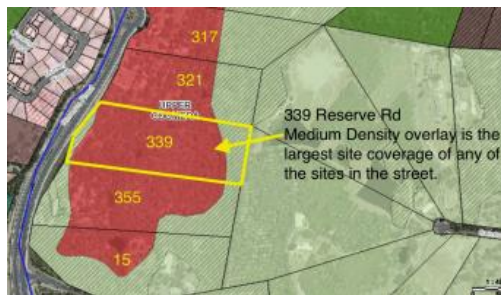 317
321
UPPER
339
339 Reserve Rd
Medium Density overlay is the
largest site coverage of any of
the sites in the street.
355
15